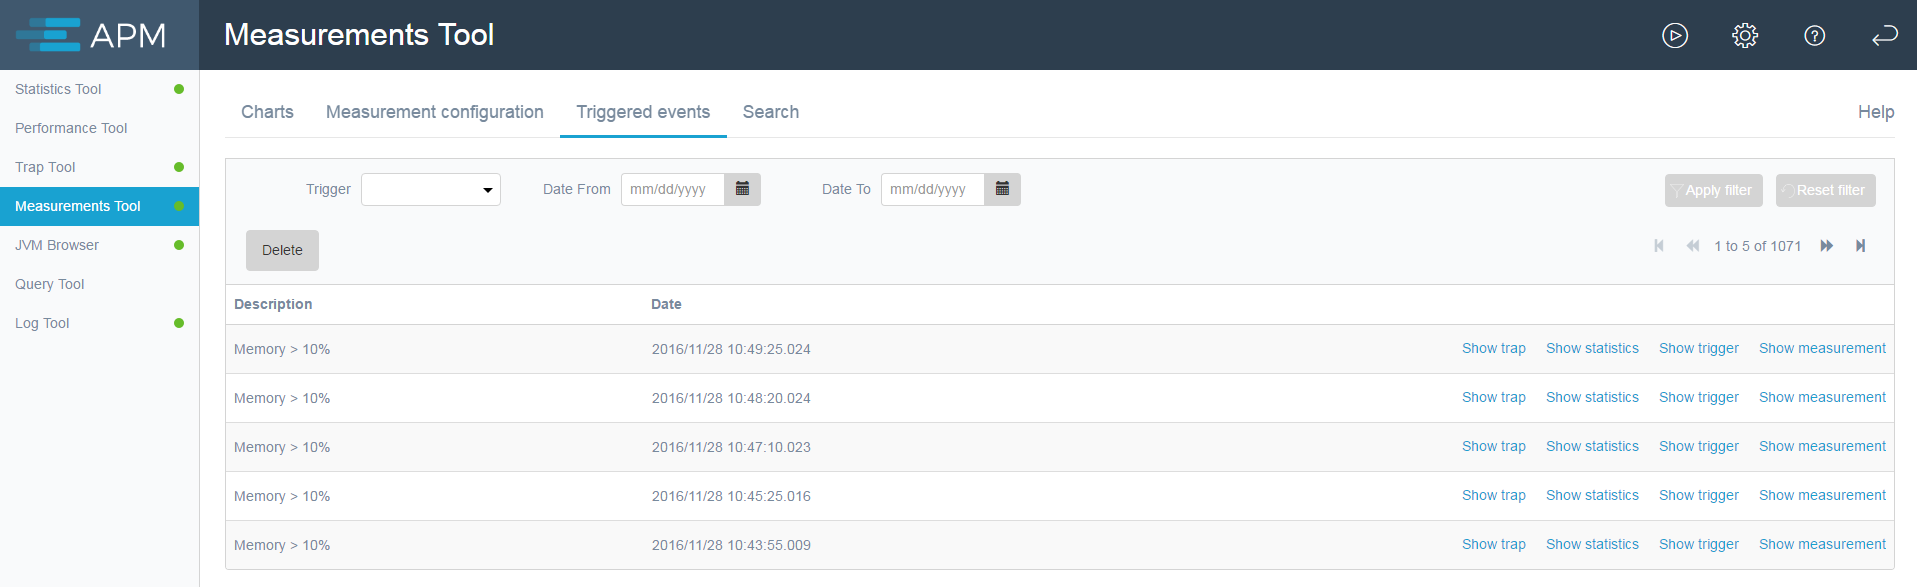 APM
Measurements Tool
Statistics Tool
Performance Tool
Trap Tool
Measurements Tool
JVM Browser
Query Tool
Log Tool
Charts Measurement configuration Triggered events Search Help
Trigger Date From mm/dd/yyyy Date To mm/dd/yyyy Apply filter Reset filter
Delete 1 to 5 of 1071
Description Date
Memory > 10% 2016/11/28 10:49:25.024 Show trap Show statistics Show trigger Show measurement
Memory > 10% 2016/11/28 10:48:20.024 Show trap Show statistics Show trigger Show measurement
Memory > 10% 2016/11/28 10:47:10.023 Show trap Show statistics Show trigger Show measurement
Memory > 10% 2016/11/28 10:45:25.016 Show trap Show statistics Show trigger Show measurement
Memory > 10% 2016/11/28 10:43:55.009 Show trap Show statistics Show trigger Show measurement